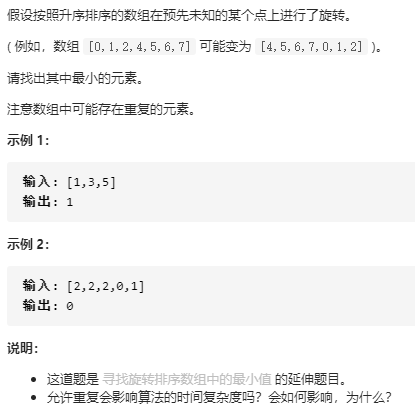 假设按照升序排序的数组在预先未知的某个点上进行了旋转。
( 例如，数组 [0,1,2,4,5,6,7] 可能变为 [4,5,6,7,0,1,2] )。
请找出其中最小的元素。
注意数组中可能存在重复的元素。
示例 1：
输入: [1,3,5]
输出: 1
示例 2：
输入: [2,2,2,0,1]
输出: 0
说明：
• 这道题是 寻找旋转排序数组中的最小值 的延伸题目。
• 允许重复会影响算法的时间复杂度吗？会如何影响，为什么？